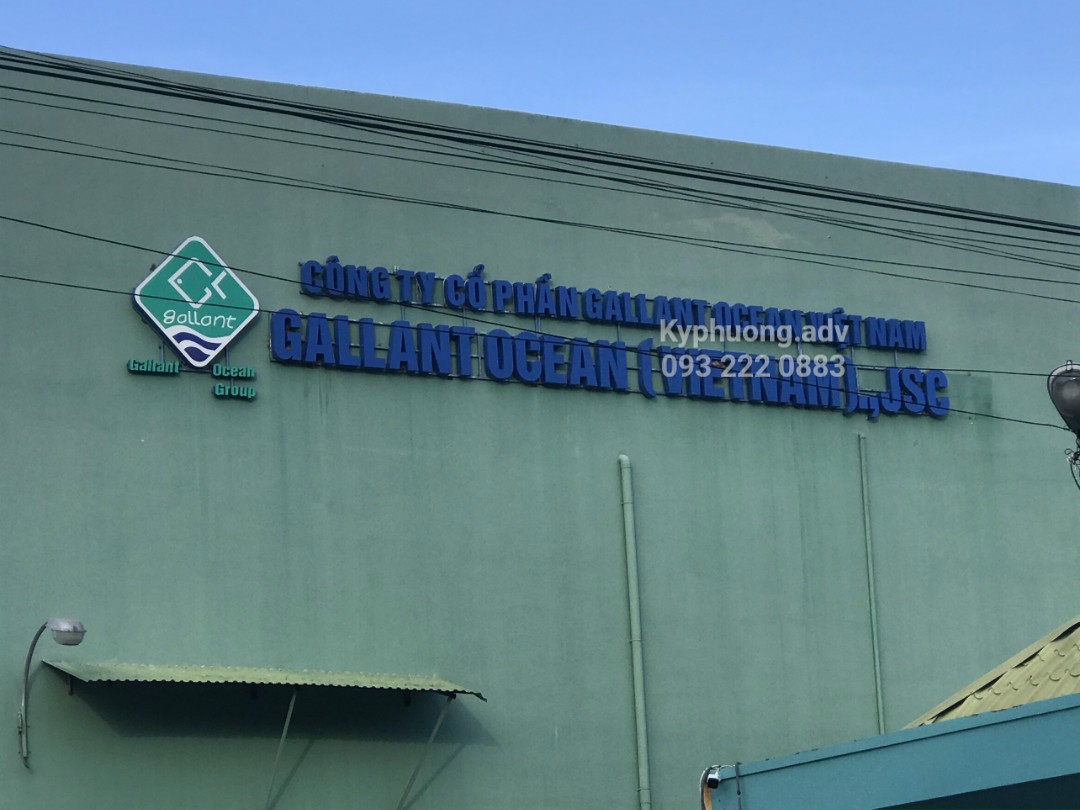 CÔNG TY CỔ PHẦN GALLANT OCEAN VIỆT NAM
GALLANT OCEAN ( VIETNAM ).,JSC
gallant
Gallant Ocean
Group
Kyphuong.adv
093 222 0883